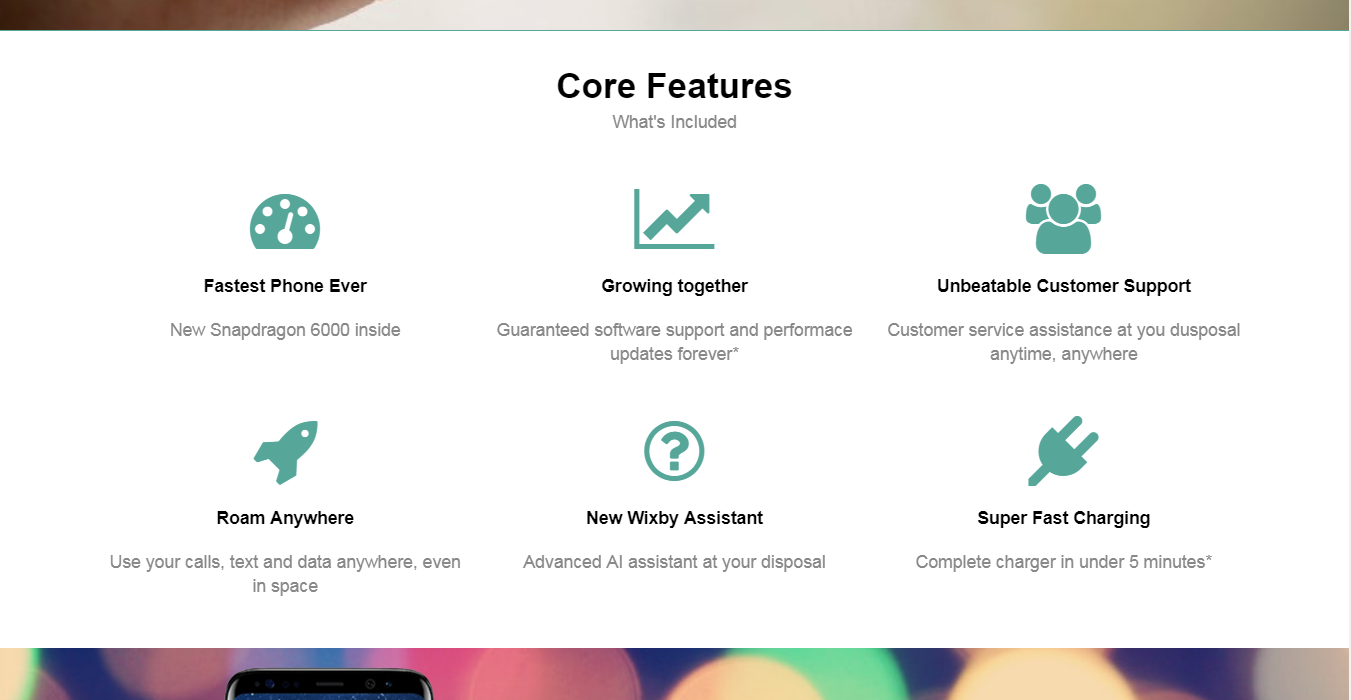 Core Features
What's Included
Fastest Phone Ever
New Snapdragon 6000 inside
Growing together
Guaranteed software support and performace
updates forever*
Unbeatable Customer Support
Customer service assistance at you dusposal
anytime, anywhere
Roam Anywhere
Use your calls, text and data anywhere, even
in space
New Wixby Assistant
Advanced AI assistant at your disposal
Super Fast Charging
Complete charger in under 5 minutes*